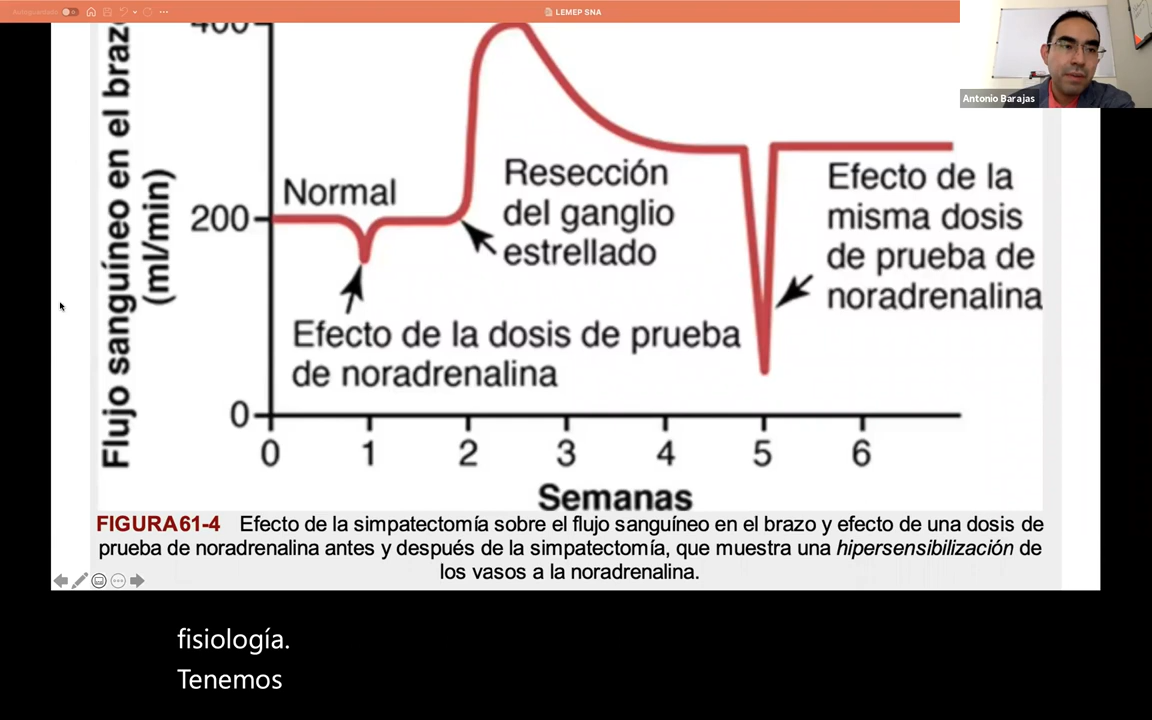 Autoguardado
LEMEP SNA
Antonio Barajas
400
Flujo sanguíneo en el brazo
(ml/min)
Normal
200
Resección
del ganglio
estrellado
Efecto de la
misma dosis
de prueba de
noradrenalina
Efecto de la dosis de prueba
de noradrenalina
0
0 1 2 3 4 5 6
Semanas
FIGURA 61-4 Efecto de la simpatectomía sobre el flujo sanguíneo en el brazo y efecto de una dosis de
prueba de noradrenalina antes y después de la simpatectomía, que muestra una hipersensibilización de
los vasos a la noradrenalina.
fisiología.
Tenemos